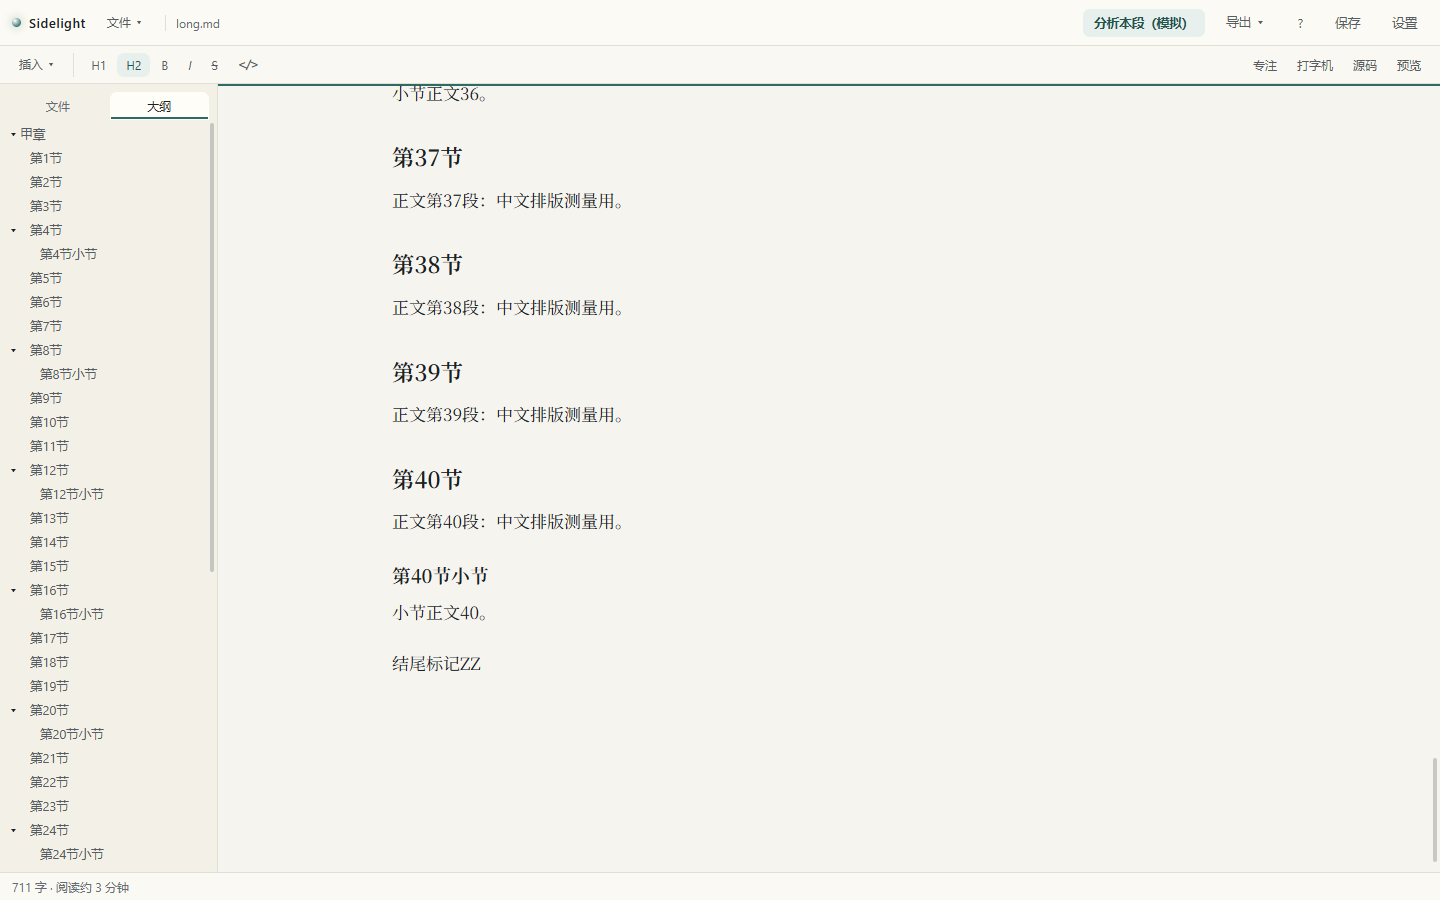 Sidelight 文件 long.md 分析本段（模拟） 导出 ? 保存 设置
插入 H1 H2 B I S </> 专注 打字机 源码 预览
文件 大纲
甲章
第1节
第2节
第3节
第4节
第4节小节
第5节
第6节
第7节
第8节
第8节小节
第9节
第10节
第11节
第12节
第12节小节
第13节
第14节
第15节
第16节
第16节小节
第17节
第18节
第19节
第20节
第20节小节
第21节
第22节
第23节
第24节
第24节小节
小节正文36。
第37节
正文第37段：中文排版测量用。
第38节
正文第38段：中文排版测量用。
第39节
正文第39段：中文排版测量用。
第40节
正文第40段：中文排版测量用。
第40节小节
小节正文40。
结尾标记ZZ
711 字 · 阅读约 3 分钟